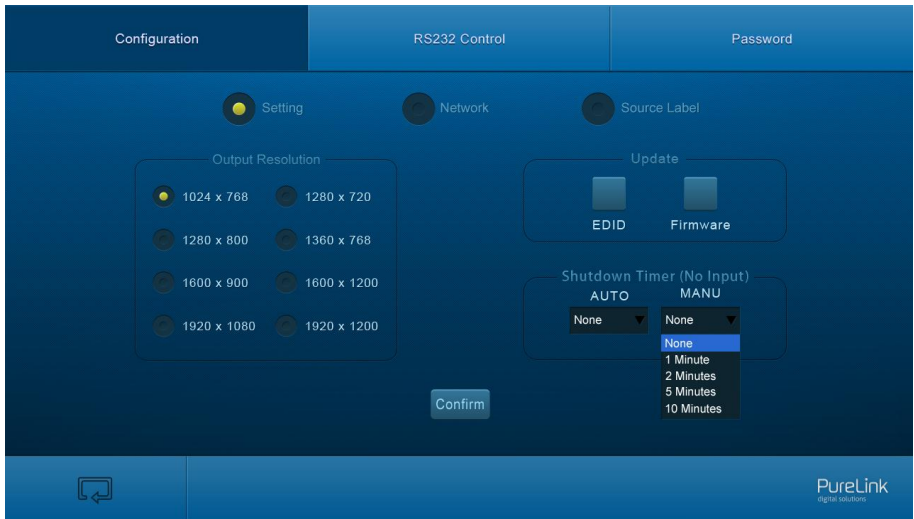 Configuration
RS232 Control
Password
Setting
Network
Source Label
Output Resolution
1024 x 768
1280 x 720
1280 x 800
1360 x 768
1600 x 900
1600 x 1200
1920 x 1080
1920 x 1200
Update
EDID
Firmware
Shutdown Timer (No Input)
AUTO
MANU
None
None
None
1 Minute
2 Minutes
5 Minutes
10 Minutes
Confirm
PureLink
digital solutions